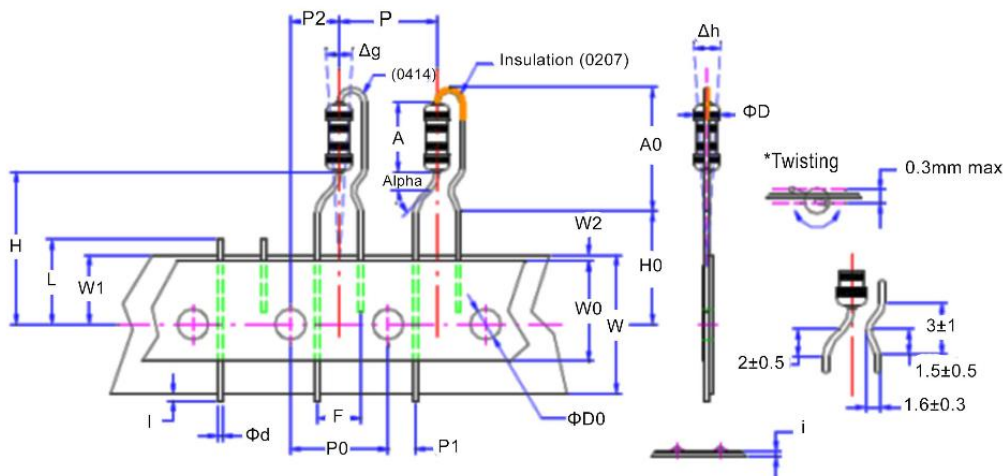 P2
P
Δg
(0414)
Insulation (0207)
Δh
ΦD
A
A0
Alpha
*Twisting
0.3mm max
H
L
W1
W2
H0
W0
W
3±1
2±0.5
1.5±0.5
1.6±0.3
I
F
Φd
P0
P1
ΦD0
i